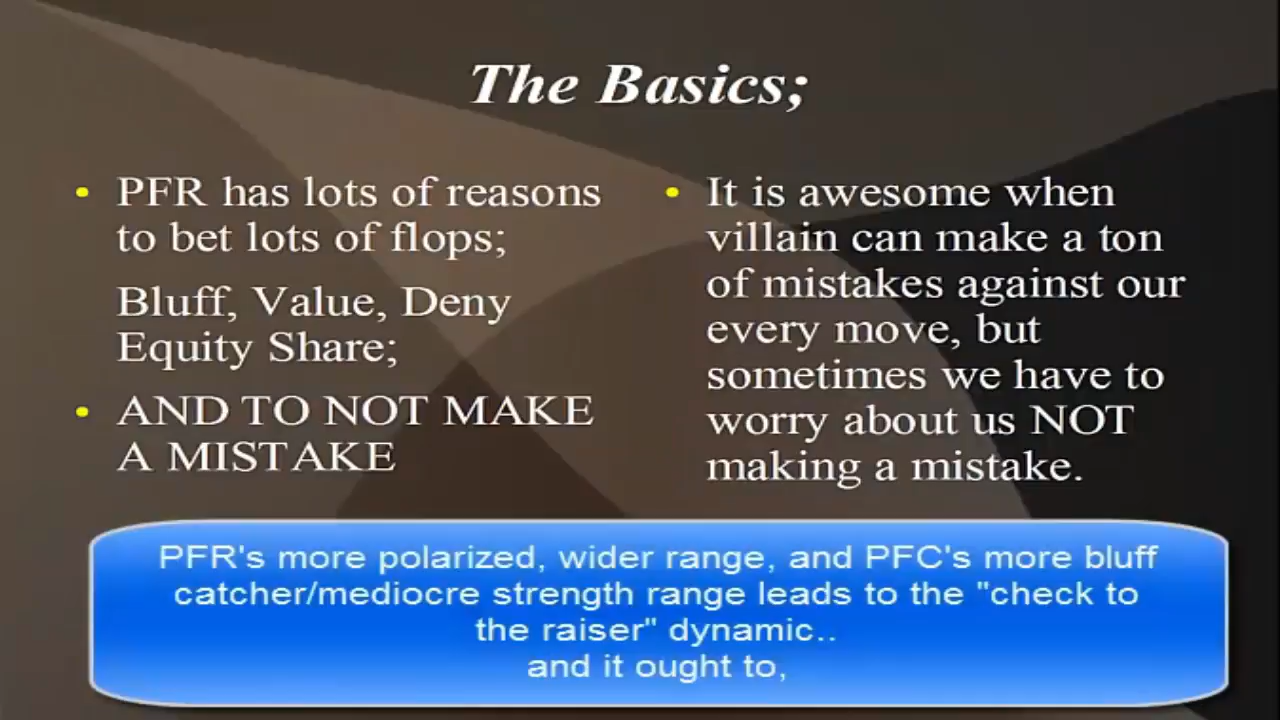 The Basics;
• PFR has lots of reasons
to bet lots of flops;
Bluff, Value, Deny
Equity Share;
• AND TO NOT MAKE
A MISTAKE
• It is awesome when
villain can make a ton
of mistakes against our
every move, but
sometimes we have to
worry about us NOT
making a mistake.
PFR's more polarized, wider range, and PFC's more bluff
catcher/mediocre strength range leads to the "check to
the raiser" dynamic..
and it ought to,